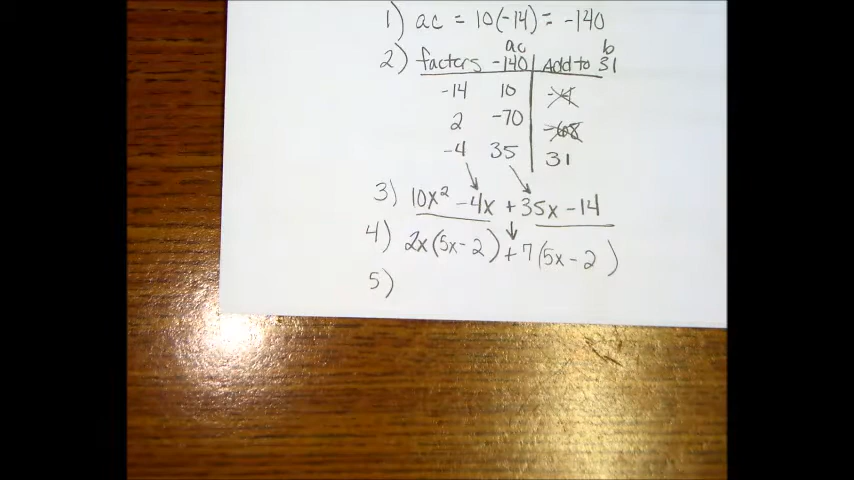 1) ac = 10(-14) = -140
ac b
2) factors -140 Add to 31
-14 10 -4
2 -70 -68
-4 35 31
3) 10x² -4x +35x -14
4) 2x(5x-2) +7(5x-2)
5)